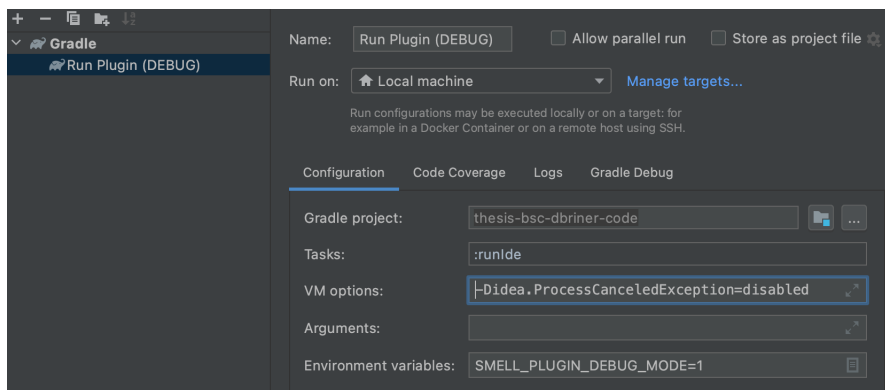 Gradle
Run Plugin (DEBUG)
Name: Run Plugin (DEBUG) Allow parallel run Store as project file
Run on: Local machine Manage targets...
Run configurations may be executed locally or on a target: for
example in a Docker Container or on a remote host using SSH.
Configuration Code Coverage Logs Gradle Debug
Gradle project: thesis-bsc-dbriner-code ...
Tasks: :runIde
VM options: -Didea.ProcessCanceledException=disabled
Arguments:
Environment variables: SMELL_PLUGIN_DEBUG_MODE=1